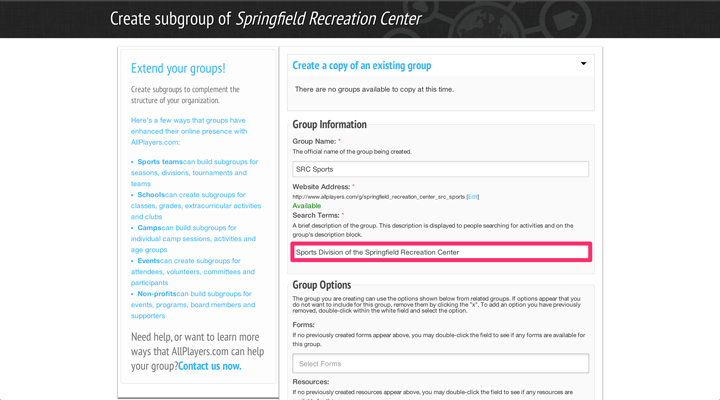 Create subgroup of Springfield Recreation Center
Extend your groups!
Create subgroups to complement the
structure of your organization.
Here's a few ways that groups have
enhanced their online presence with
AllPlayers.com:
• Sports teamscan build subgroups for
seasons, divisions, tournaments and
teams
• Schoolscan create subgroups for
classes, grades, extracurricular activities
and clubs
• Campscan build subgroups for
individual camp sessions, activities and
age groups
• Eventscan create subgroups for
attendees, volunteers, committees and
participants
• Non-profitscan build subgroups for
events, programs, board members and
supporters
Need help, or want to learn more
ways that AllPlayers.com can help
your group?Contact us now.
Create a copy of an existing group
There are no groups available to copy at this time.
Group Information
Group Name: *
The official name of the group being created.
SRC Sports
Website Address: *
http://www.allplayers.com/g/springfield_recreation_center_src_sports [Edit]
Available
Search Terms: *
A brief description of the group. This description is displayed to people searching for activities and on the
group's description block.
Sports Division of the Springfield Recreation Center
Group Options
The group you are creating can use the options shown below from related groups. If options appear that you
do not want to include for this group, remove them by clicking the "x". To add an option you have previously
removed, double-click within the white field and select the option.
Forms:
If no previously created forms appear above, you may double-click the field to see if any forms are available for
this group.
Select Forms
Resources:
If no previously created resources appear above, you may double-click the field to see if any resources are